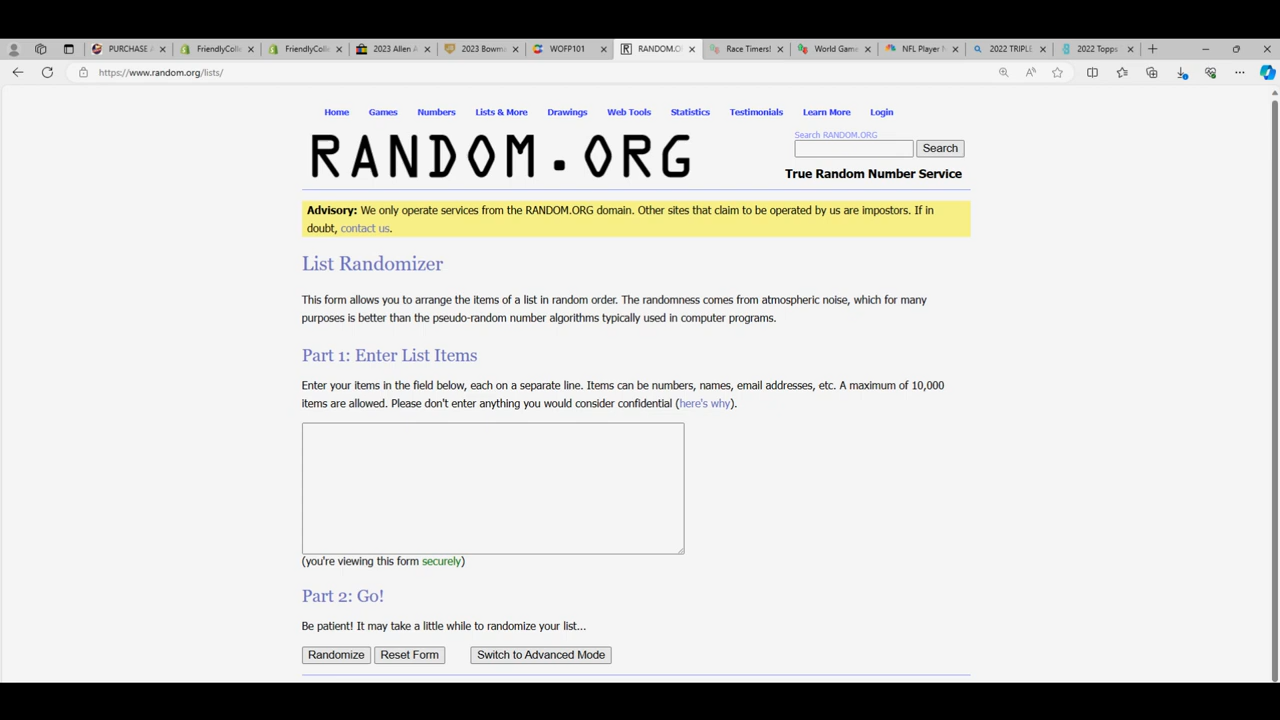 PURCHASE
FriendlyColle
FriendlyColle
2023 Allen
2023 Bowm
WOFP101
RANDOM.O
Race Timers!
World Game
NFL Player N
2022 TRIPLE
2022 Topps
https://www.random.org/lists/
Home Games Numbers Lists & More Drawings Web Tools Statistics Testimonials Learn More Login
RANDOM.ORG
Search RANDOM.ORG
Search
True Random Number Service
Advisory: We only operate services from the RANDOM.ORG domain. Other sites that claim to be operated by us are impostors. If in
doubt, contact us.
List Randomizer
This form allows you to arrange the items of a list in random order. The randomness comes from atmospheric noise, which for many
purposes is better than the pseudo-random number algorithms typically used in computer programs.
Part 1: Enter List Items
Enter your items in the field below, each on a separate line. Items can be numbers, names, email addresses, etc. A maximum of 10,000
items are allowed. Please don't enter anything you would consider confidential (here's why).
(you're viewing this form securely)
Part 2: Go!
Be patient! It may take a little while to randomize your list...
Randomize Reset Form Switch to Advanced Mode